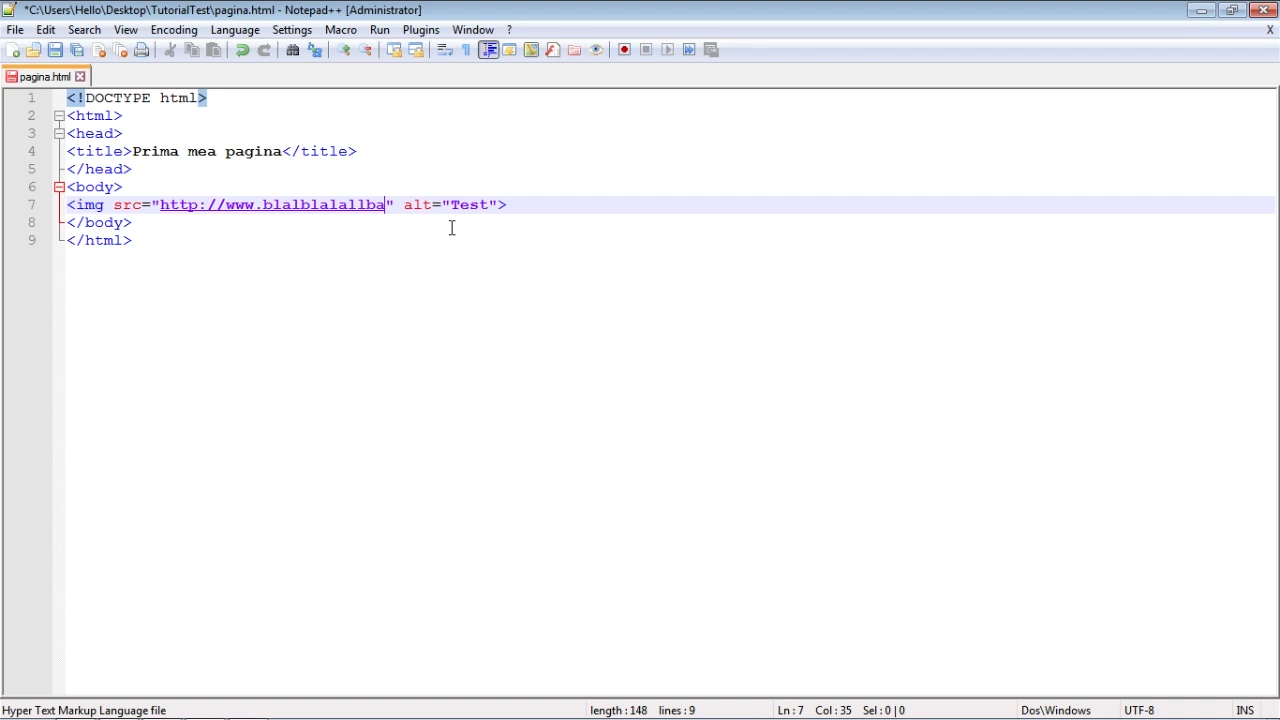 *C:\Users\Hello\Desktop\TutorialTest\pagina.html - Notepad++ [Administrator]
File Edit Search View Encoding Language Settings Macro Run Plugins Window ? X
pagina.html
1 <!DOCTYPE html>
2 <html>
3 <head>
4 <title>Prima mea pagina</title>
5 </head>
6 <body>
7 <img src="http://www.blalblalallba" alt="Test">
8 </body>
9 </html>
Hyper Text Markup Language file length : 148 lines : 9 Ln : 7 Col : 35 Sel : 0 | 0 Dos\Windows UTF-8 INS